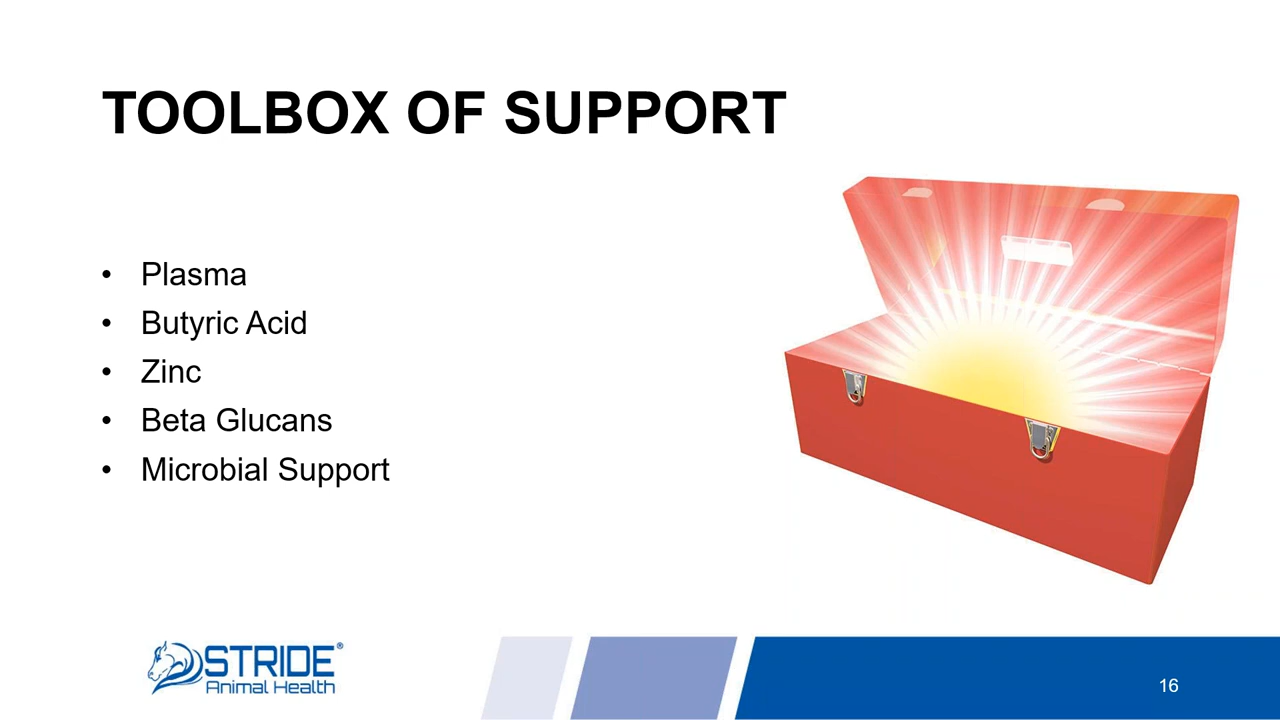 TOOLBOX OF SUPPORT
• Plasma
• Butyric Acid
• Zinc
• Beta Glucans
• Microbial Support
STRIDE®
Animal Health
16